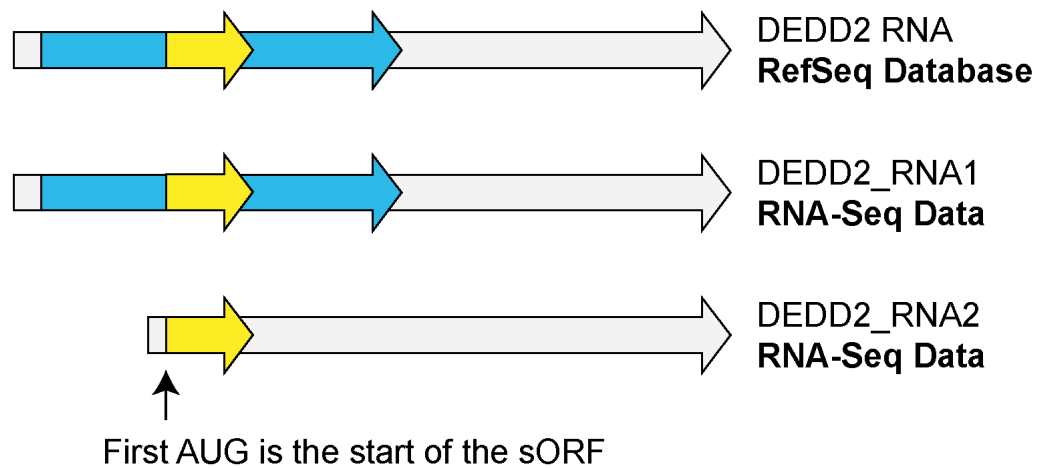 DEDD2 RNA
RefSeq Database
DEDD2_RNA1
RNA-Seq Data
DEDD2_RNA2
RNA-Seq Data
First AUG is the start of the sORF